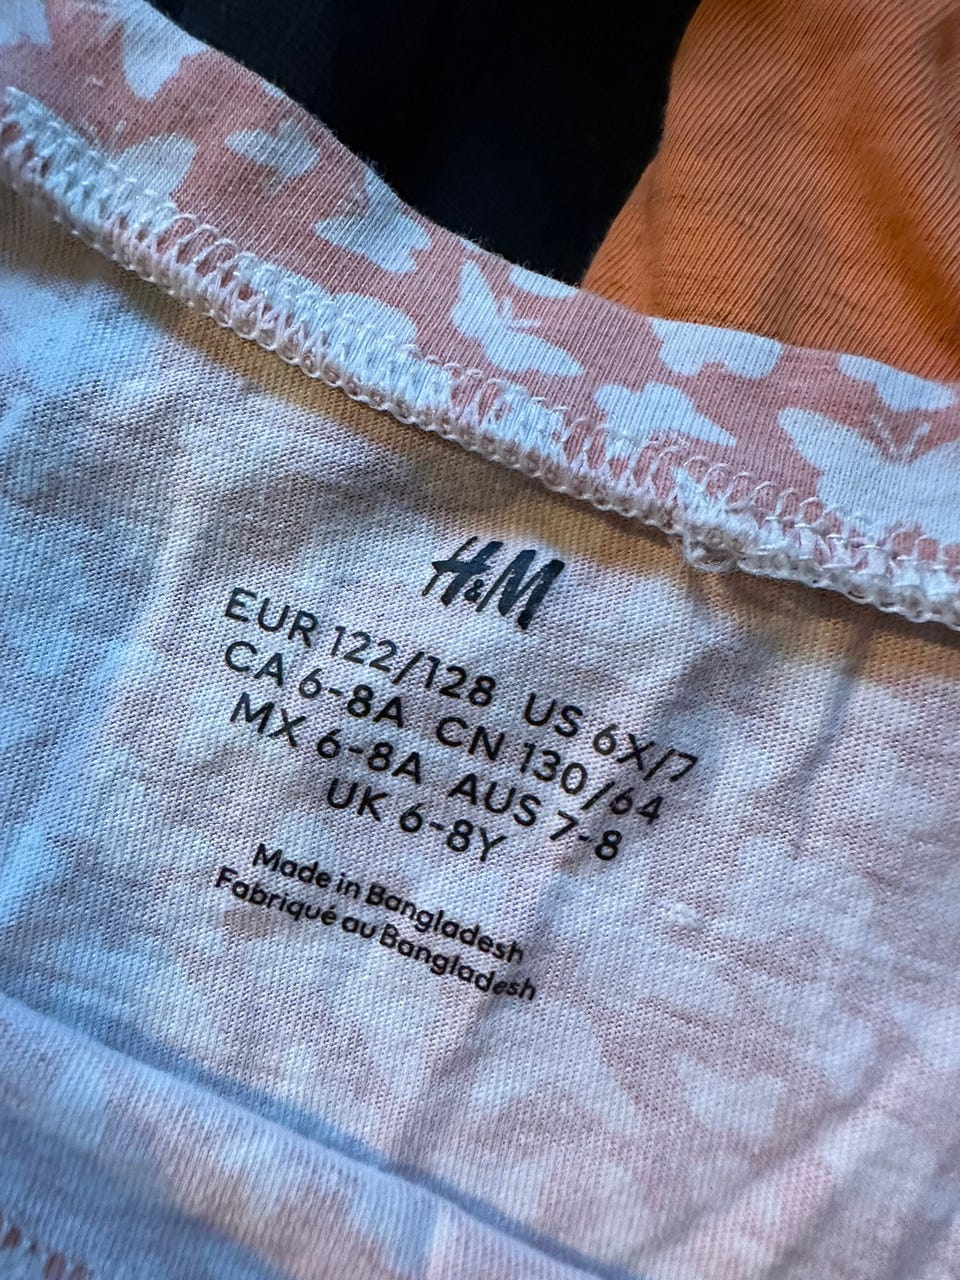 H&M
EUR 122/128 US 6X/7
CA 6-8A CN 130/64
MX 6-8A AUS 7-8
UK 6-8Y
Made in Bangladesh
Fabriqué au Bangladesh